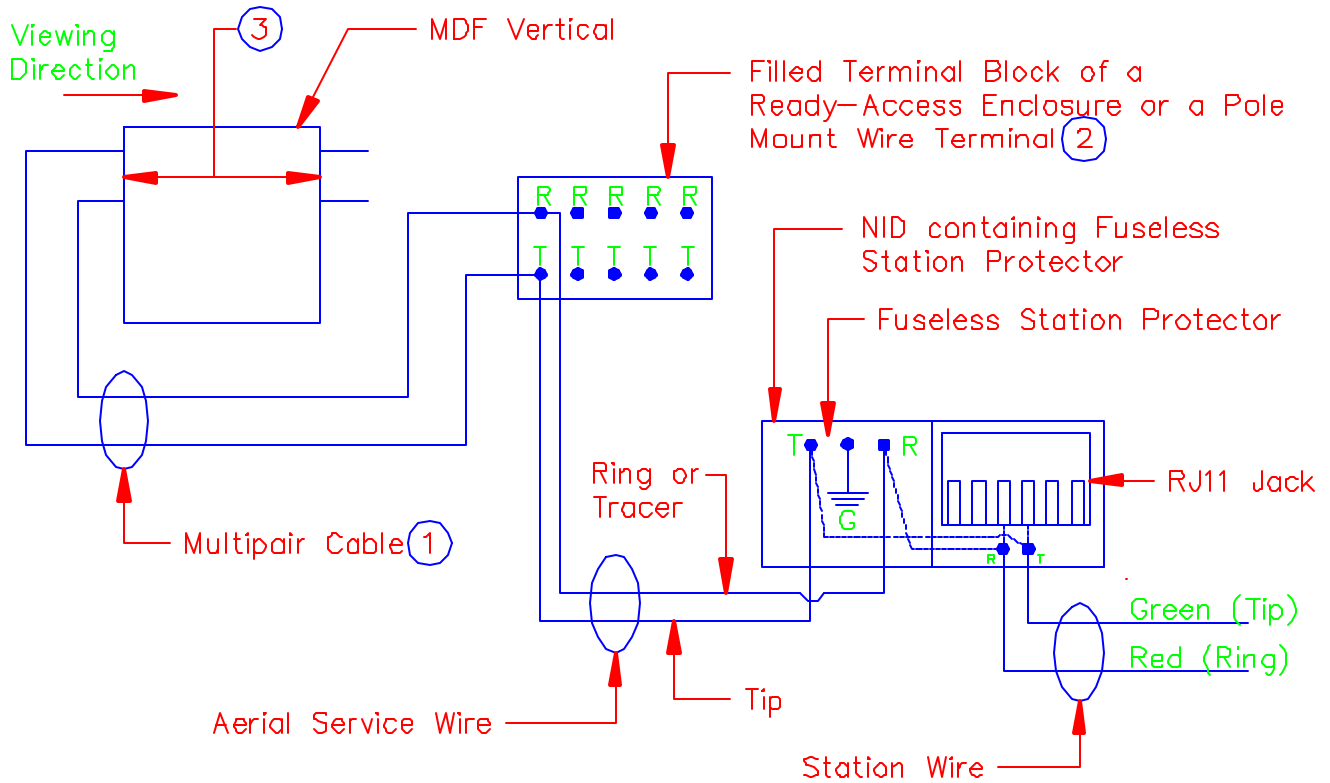 Viewing
Direction
3
MDF Vertical
Filled Terminal Block of a
Ready-Access Enclosure or a Pole
Mount Wire Terminal 2
R R R R R
T T T T T
NID containing Fuseless
Station Protector
Fuseless Station Protector
T R
G
Ring or
Tracer
RJ11 Jack
Multipair Cable 1
R T
Green (Tip)
Red (Ring)
Tip
Aerial Service Wire
Station Wire